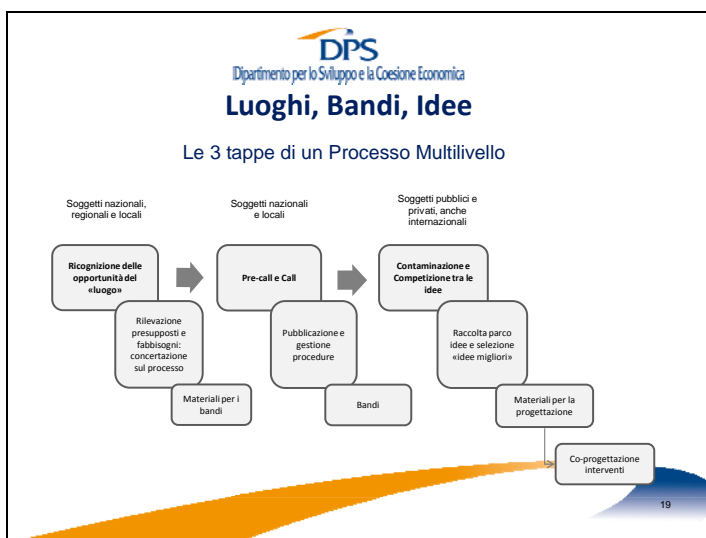 DPS
Dipartimento per lo Sviluppo e la Coesione Economica
Luoghi, Bandi, Idee
Le 3 tappe di un Processo Multilivello
Soggetti nazionali,
regionali e locali
Soggetti nazionali
e locali
Soggetti pubblici e
privati, anche
internazionali
Ricognizione delle
opportunità del
«luogo»
Pre-call e Call
Contaminazione e
Competizione tra le
idee
Rilevazione
presupposti e
fabbisogni:
concertazione
sul processo
Pubblicazione e
gestione
procedure
Raccolta parco
idee e selezione
«idee migliori»
Materiali per i
bandi
Bandi
Materiali per la
progettazione
Co-progettazione
interventi
19